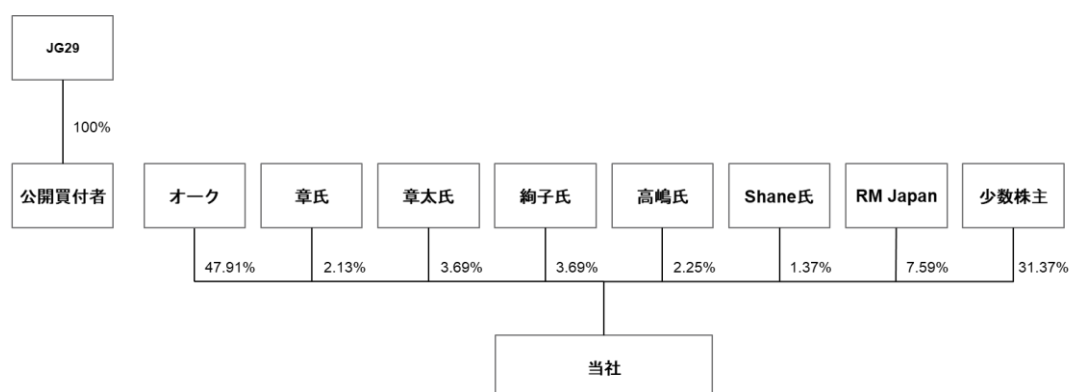 JG29
100%
公開買付者
オーク
章氏
章太氏
絢子氏
高嶋氏
Shane氏
RM Japan
少数株主
47.91%
2.13%
3.69%
3.69%
2.25%
1.37%
7.59%
31.37%
当社